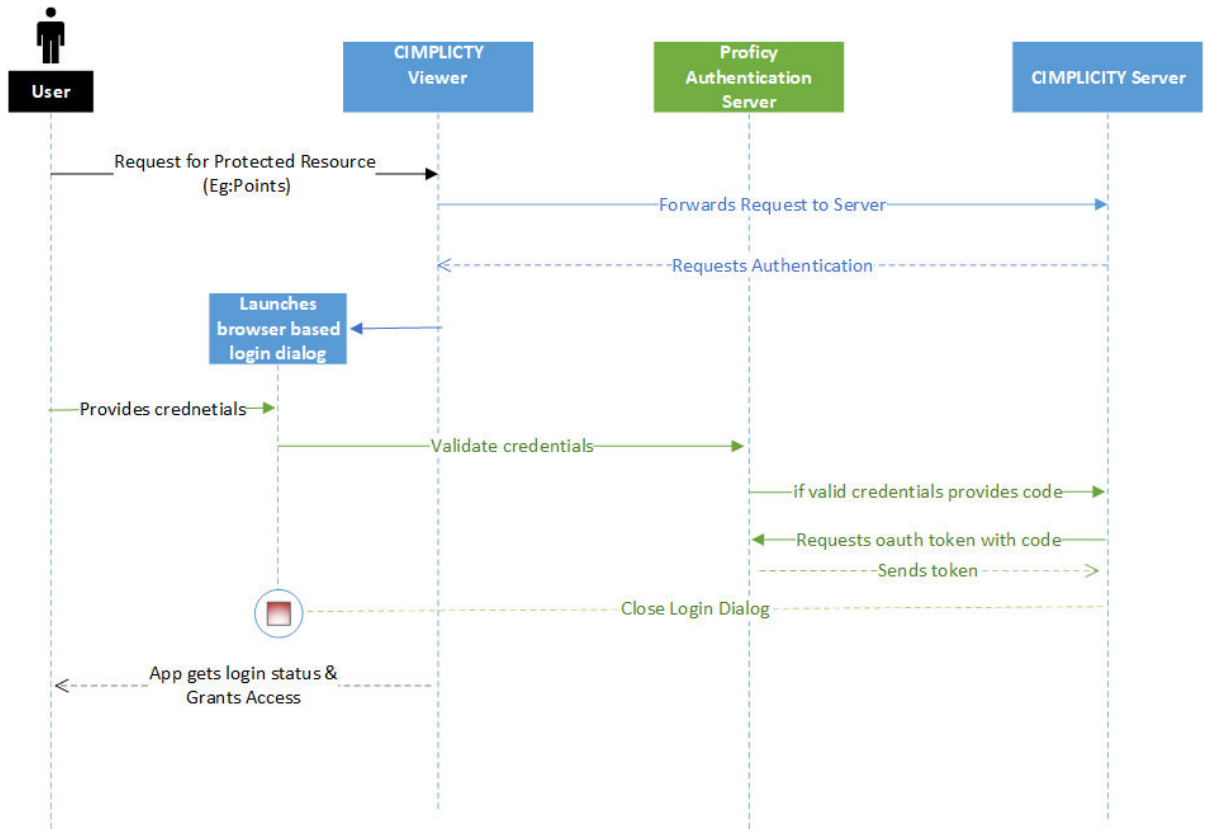 User
CIMPLICTY
Viewer
Proficy
Authentication
Server
CIMPLICITY Server
Request for Protected Resource
(Eg:Points)
Forwards Request to Server
Requests Authentication
Launches
browser based
login dialog
Provides crednetials
Validate credentials
if valid credentials provides code
Requests oauth token with code
Sends token
Close Login Dialog
App gets login status &
Grants Access